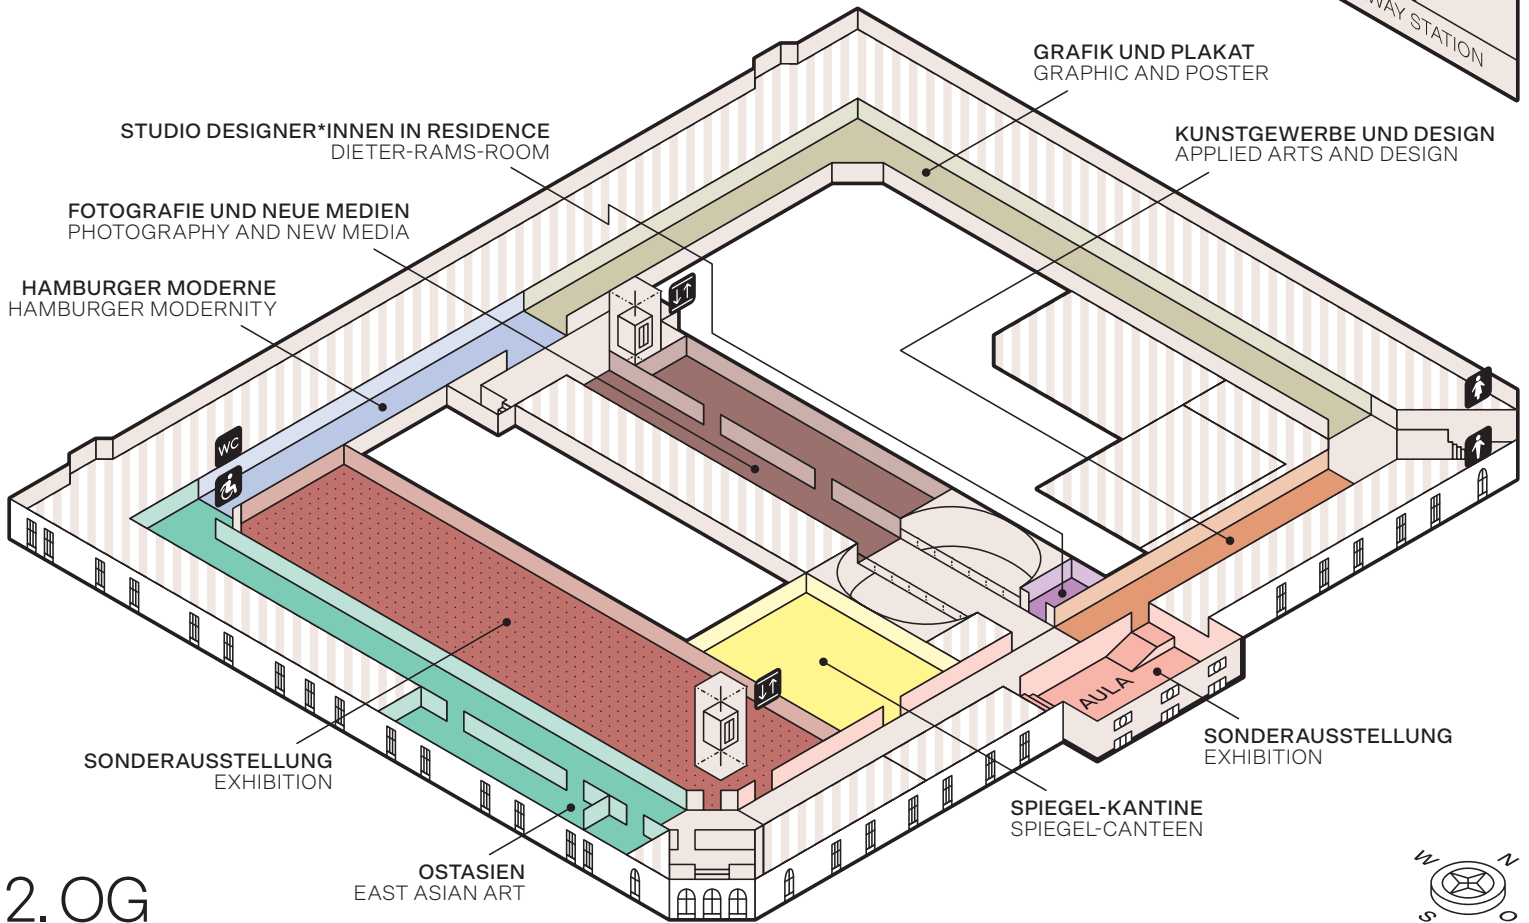 WAY STATION
GRAFIK UND PLAKAT
GRAPHIC AND POSTER
STUDIO DESIGNER*INNEN IN RESIDENCE
DIETER-RAMS-ROOM
KUNSTGEWERBE UND DESIGN
APPLIED ARTS AND DESIGN
FOTOGRAFIE UND NEUE MEDIEN
PHOTOGRAPHY AND NEW MEDIA
HAMBURGER MODERNE
HAMBURGER MODERNITY
WC
AULA
SONDERAUSSTELLUNG
EXHIBITION
SONDERAUSSTELLUNG
EXHIBITION
SPIEGEL-KANTINE
SPIEGEL-CANTEEN
OSTASIEN
EAST ASIAN ART
2. OG
W
N
S
O